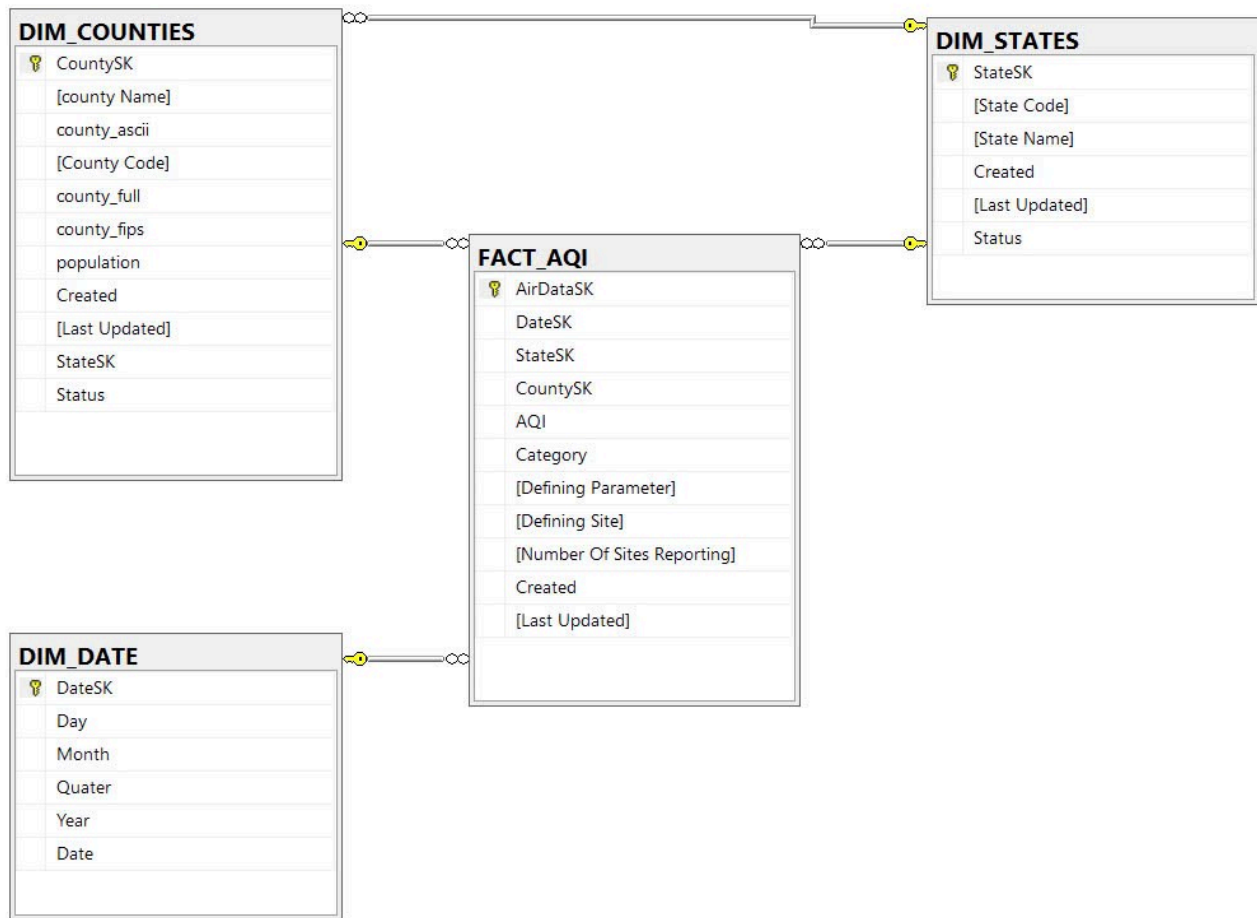 DIM_COUNTIES
CountySK
[county Name]
county_ascii
[County Code]
county_full
county_fips
population
Created
[Last Updated]
StateSK
Status
DIM_STATES
StateSK
[State Code]
[State Name]
Created
[Last Updated]
Status
FACT_AQI
AirDataSK
DateSK
StateSK
CountySK
AQI
Category
[Defining Parameter]
[Defining Site]
[Number Of Sites Reporting]
Created
[Last Updated]
DIM_DATE
DateSK
Day
Month
Quater
Year
Date